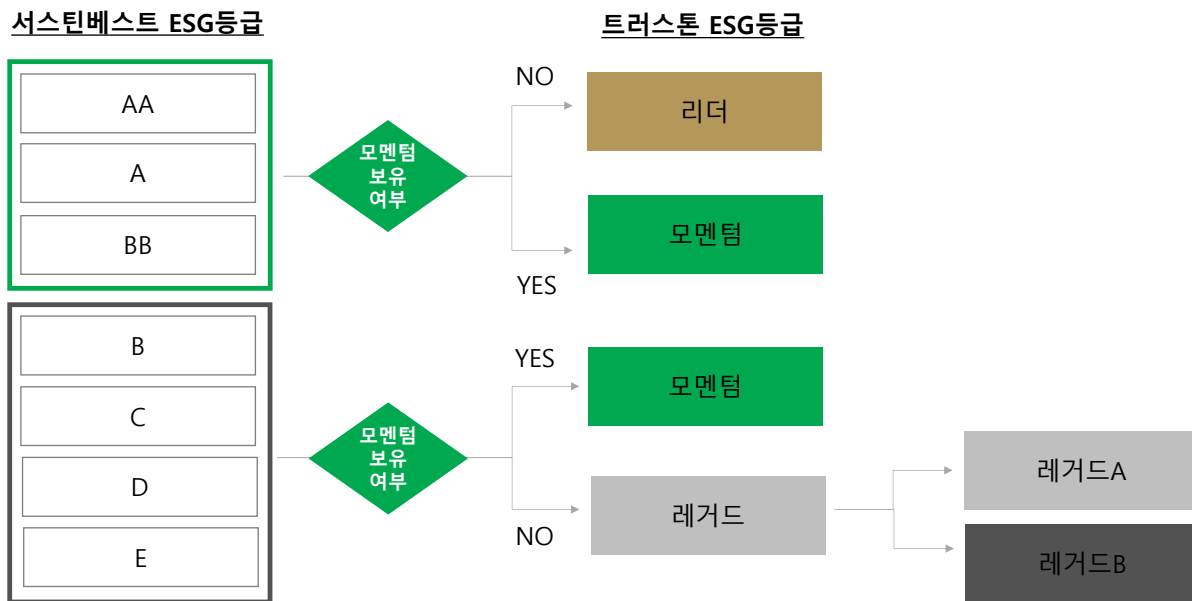 서스틴베스트 ESG등급
트러스톤 ESG등급
AA
A
BB
모멘텀
보유
여부
NO
리더
모멘텀
YES
B
C
D
E
모멘텀
보유
여부
YES
모멘텀
레거드
NO
레거드A
레거드B